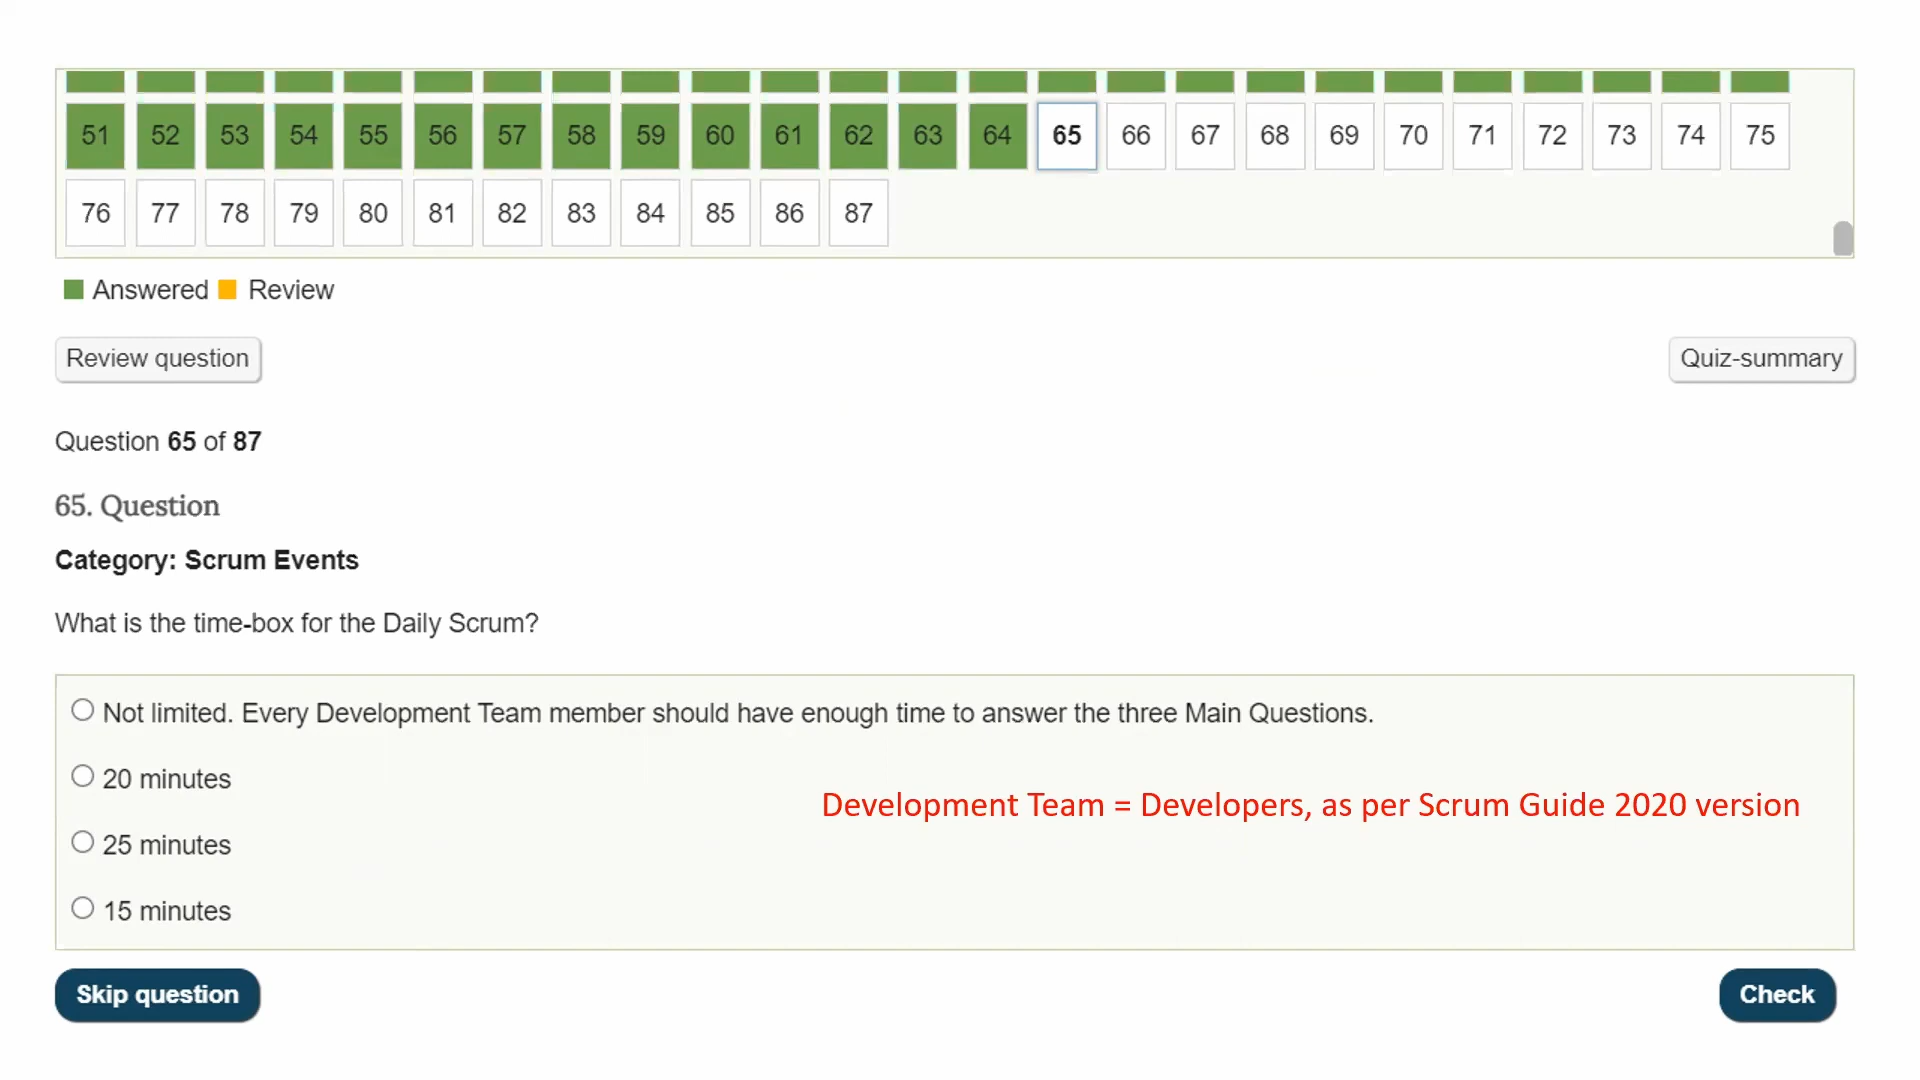 51 52 53 54 55 56 57 58 59 60 61 62 63 64 65 66 67 68 69 70 71 72 73 74 75
76 77 78 79 80 81 82 83 84 85 86 87
Answered Review
Review question
Quiz-summary
Question 65 of 87
65. Question
Category: Scrum Events
What is the time-box for the Daily Scrum?
Not limited. Every Development Team member should have enough time to answer the three Main Questions.
20 minutes
Development Team = Developers, as per Scrum Guide 2020 version
25 minutes
15 minutes
Skip question
Check